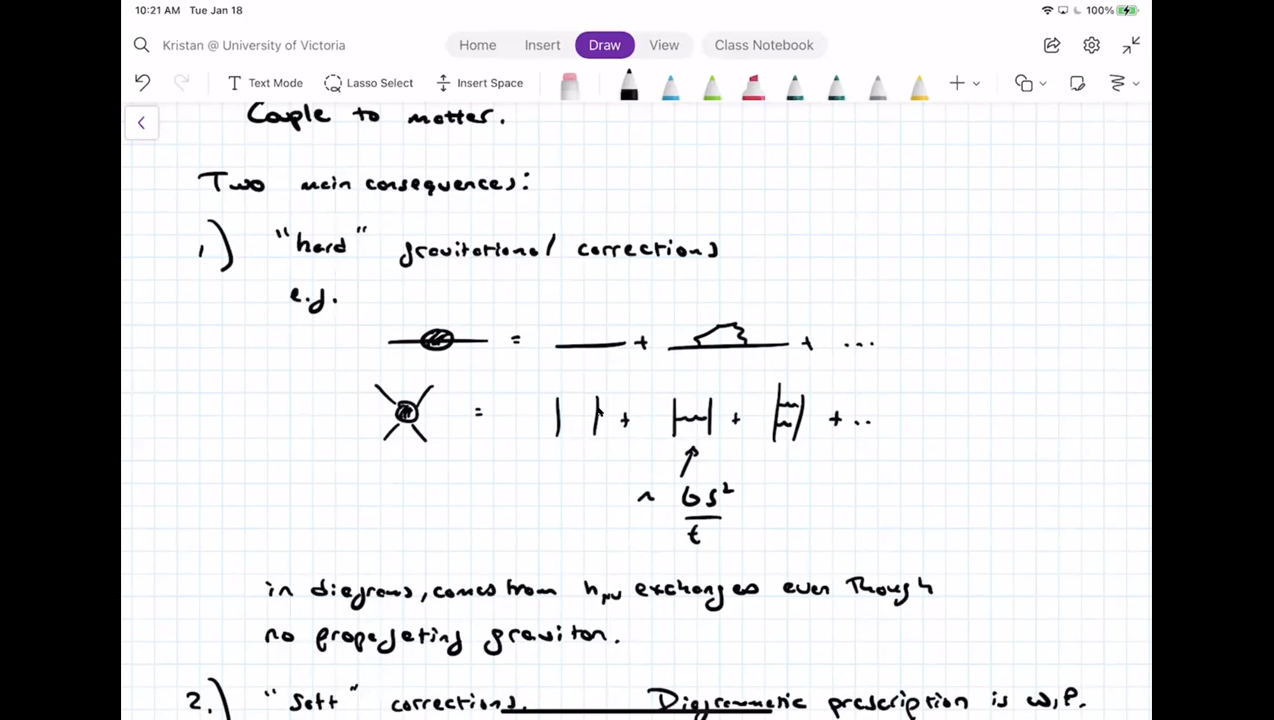 10:21 AM Tue Jan 18 100%
Kristan @ University of Victoria Home Insert Draw View Class Notebook
Text Mode Lasso Select Insert Space
Couple to matter.
Two main consequences:
1.) "hard" gravitational corrections
e.g.
= + + ...
= + + + ..
~ Gs²/t
in diagrams, comes from hμν exchanges even though
no propagating graviton.
2.) "Soft" corrections. Diagrammatic prescription is W.P.